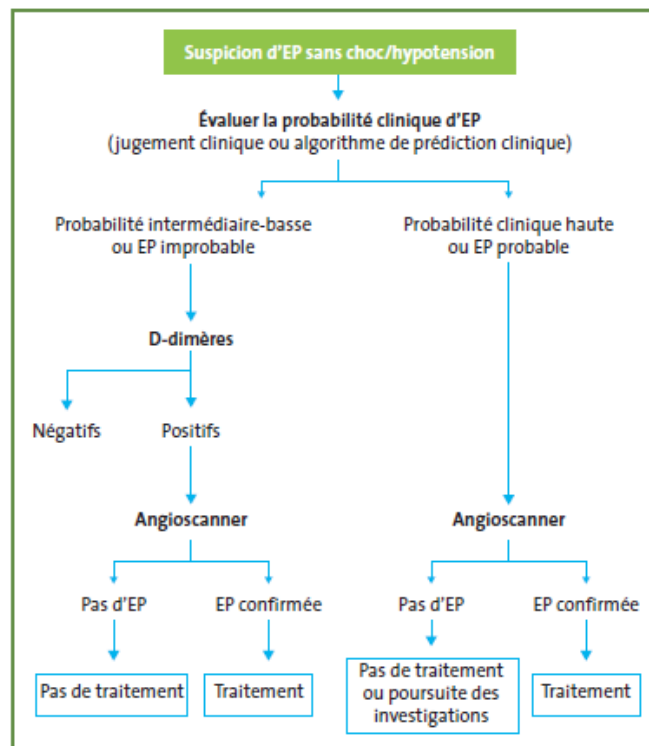 Suspicion d'EP sans choc/hypotension
Évaluer la probabilité clinique d'EP
(jugement clinique ou algorithme de prédiction clinique)
Probabilité intermédiaire-basse
ou EP improbable
Probabilité clinique haute
ou EP probable
D-dimères
Négatifs
Positifs
Angioscanner
Angioscanner
Pas d'EP
EP confirmée
Pas d'EP
EP confirmée
Pas de traitement
Traitement
Pas de traitement
ou poursuite des
investigations
Traitement